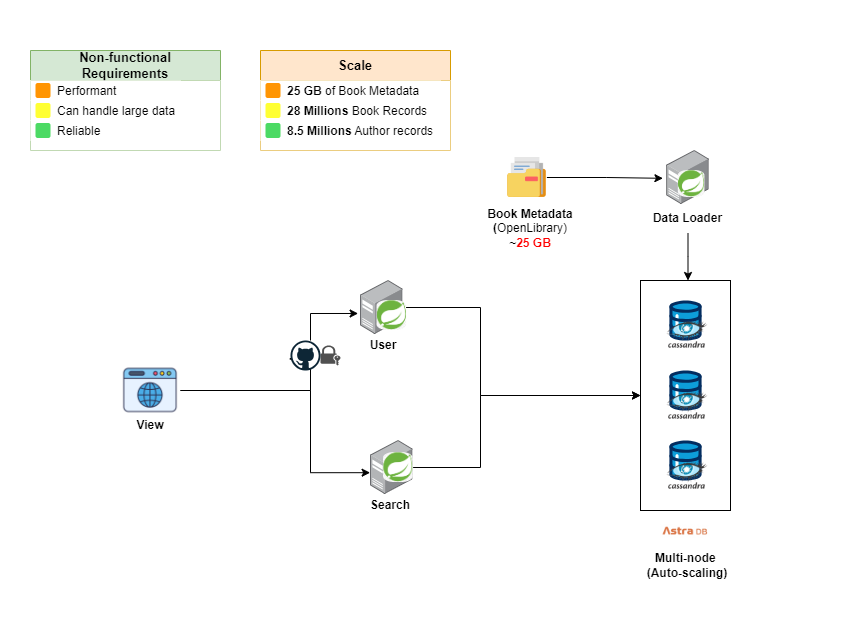 Non-functional
Requirements
Performant
Can handle large data
Reliable
Scale
25 GB of Book Metadata
28 Millions Book Records
8.5 Millions Author records
Book Metadata
(OpenLibrary)
~25 GB
Data Loader
User
View
Search
cassandra
cassandra
cassandra
Astra DB
Multi-node
(Auto-scaling)